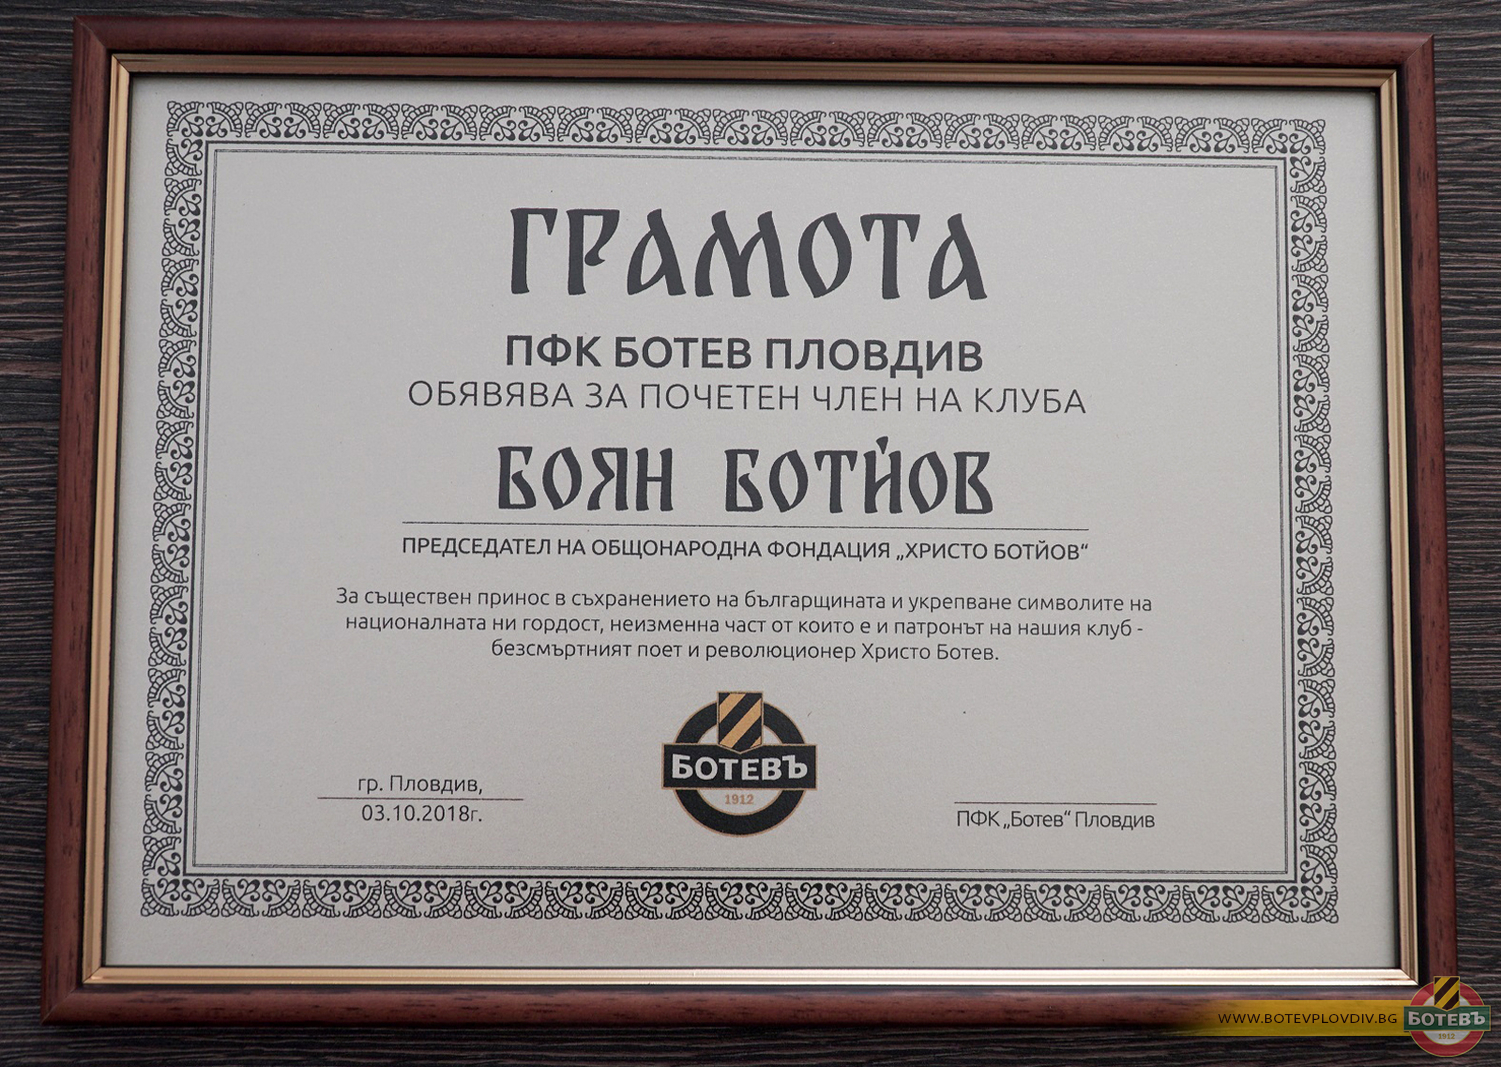 ГРАМОТА
ПФК БОТЕВ ПЛОВДИВ
ОБЯВЯВА ЗА ПОЧЕТЕН ЧЛЕН НА КЛУБА
БОЯН БОТЙОВ
ПРЕДСЕДАТЕЛ НА ОБЩОНАРОДНА ФОНДАЦИЯ „ХРИСТО БОТЙОВ“
За съществен принос в съхранението на българщината и укрепване символите на
националната ни гордост, неизменна част от които е и патронът на нашия клуб -
безсмъртният поет и революционер Христо Ботев.
БОТЕВЪ
1912
гр. Пловдив,
03.10.2018г.
ПФК „Ботев“ Пловдив
WWW.BOTEVPLOVDIV.BG
БОТЕВЪ
1912